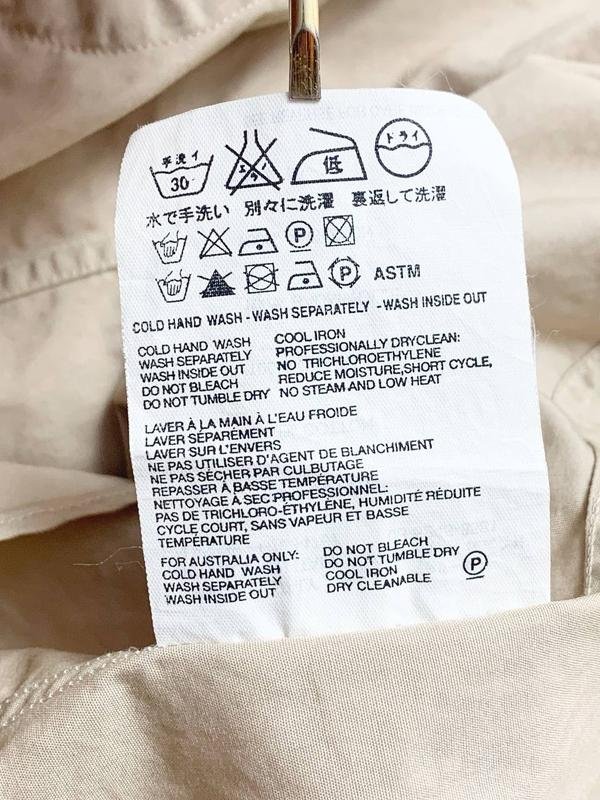 手洗イ
30
エンソサラシ
低
ドライ
水で手洗い 別々に洗濯 裏返して洗濯
P
P ASTM
COLD HAND WASH - WASH SEPARATELY - WASH INSIDE OUT
COLD HAND WASH
WASH SEPARATELY
WASH INSIDE OUT
DO NOT BLEACH
DO NOT TUMBLE DRY
COOL IRON
PROFESSIONALLY DRYCLEAN:
NO TRICHLOROETHYLENE
REDUCE MOISTURE,SHORT CYCLE,
NO STEAM AND LOW HEAT
LAVER À LA MAIN À L'EAU FROIDE
LAVER SÉPARÉMENT
LAVER SUR L'ENVERS
NE PAS UTILISER D'AGENT DE BLANCHIMENT
NE PAS SÉCHER PAR CULBUTAGE
REPASSER À BASSE TEMPÉRATURE
NETTOYAGE À SEC PROFESSIONNEL:
PAS DE TRICHLORO-ÉTHYLÈNE, HUMIDITÉ RÉDUITE
CYCLE COURT, SANS VAPEUR ET BASSE
TEMPÉRATURE
FOR AUSTRALIA ONLY:
COLD HAND WASH
WASH SEPARATELY
WASH INSIDE OUT
DO NOT BLEACH
DO NOT TUMBLE DRY
COOL IRON
DRY CLEANABLE
P